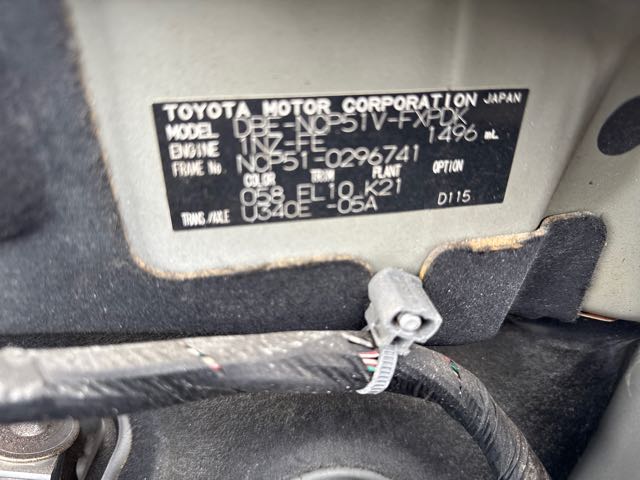 TOYOTA MOTOR CORPORATION JAPAN
MODEL DBE-NCP51V-FXPDK
ENGINE 1NZ-FE 1496 mL
FRAME No. NCP51-0296741
COLOR TRIM PLANT OPTION
058 FL10 K21
TRANS./AXLE U340E -05A D115